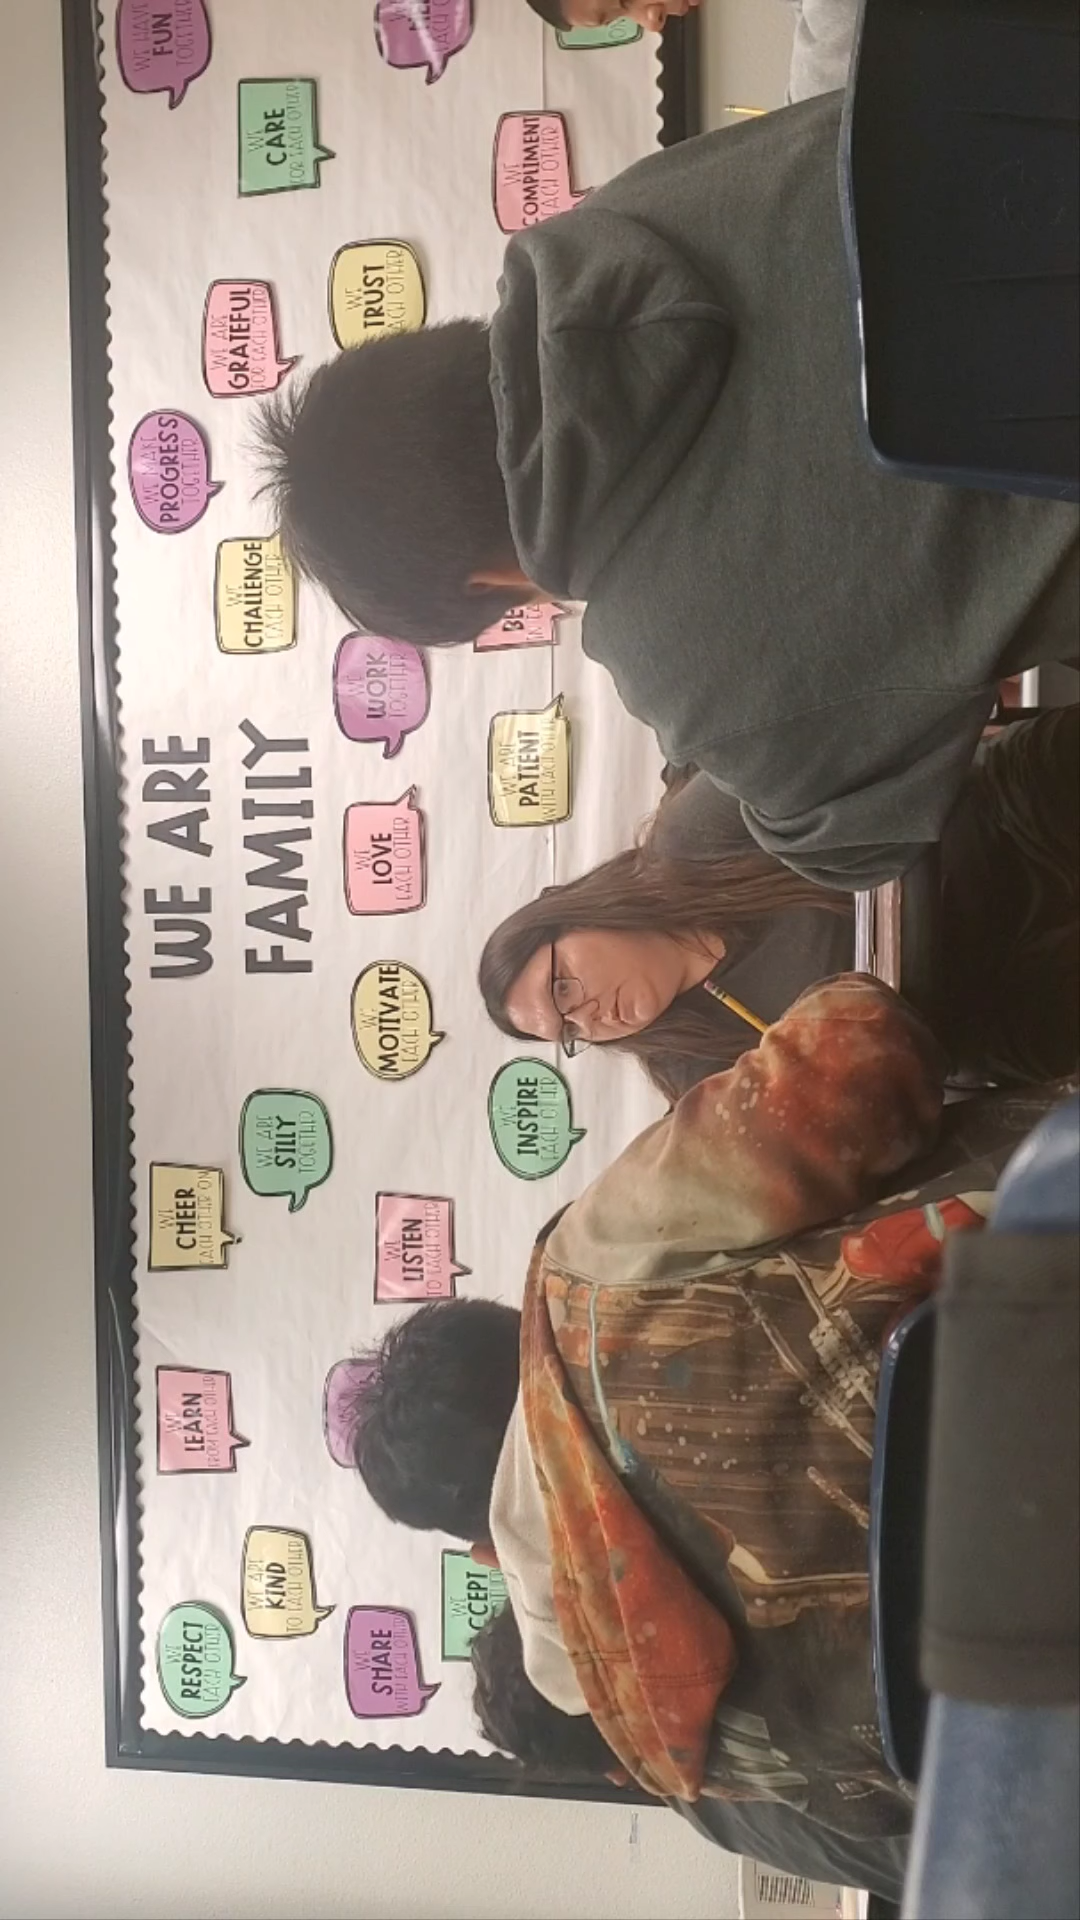 WE ARE
FAMILY
WE
RESPECT
EACH OTHER
WE
LEARN
FROM EACH OTHER
WE
CHEER
EACH OTHER ON
WE MAKE
PROGRESS
TOGETHER
WE HAVE
FUN
TOGETHER
WE ARE
KIND
TO EACH OTHER
WE ARE
SILLY
TOGETHER
WE
CHALLENGE
EACH OTHER
WE ARE
GRATEFUL
FOR EACH OTHER
WE
CARE
FOR EACH OTHER
WE
SHARE
WITH EACH OTHER
WE
LISTEN
TO EACH OTHER
WE
MOTIVATE
EACH OTHER
WE
LOVE
EACH OTHER
WE
WORK
TOGETHER
WE
TRUST
EACH OTHER
WE
CCEPT
WE
INSPIRE
EACH OTHER
WE ARE
PATIENT
WITH EACH OTHER
BE
WE
COMPLIMENT
EACH OTHER